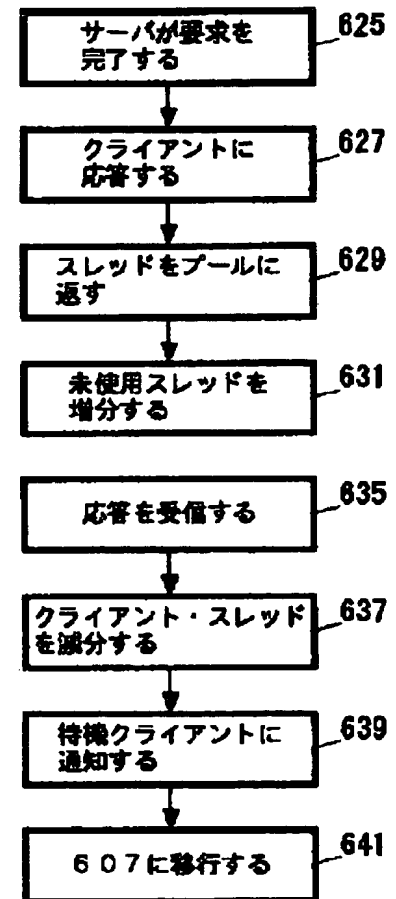 サーバが要求を
完了する
625
クライアントに
応答する
627
スレッドをプールに
返す
629
未使用スレッドを
増分する
631
応答を受信する
635
クライアント・スレッド
を減分する
637
待機クライアントに
通知する
639
607に移行する
641